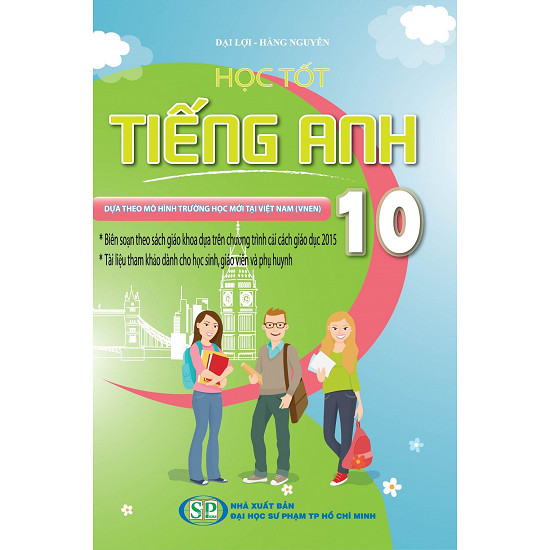 ĐẠI LỢI - HẰNG NGUYÊN
HỌC TỐT
TIẾNG ANH
10
DỰA THEO MÔ HÌNH TRƯỜNG HỌC MỚI TẠI VIỆT NAM (VNEN)
* Biên soạn theo sách giáo khoa dựa trên chương trình cải cách giáo dục 2015
* Tài liệu tham khảo dành cho học sinh, giáo viên và phụ huynh
SP
NHÀ XUẤT BẢN
ĐẠI HỌC SƯ PHẠM TP HỒ CHÍ MINH